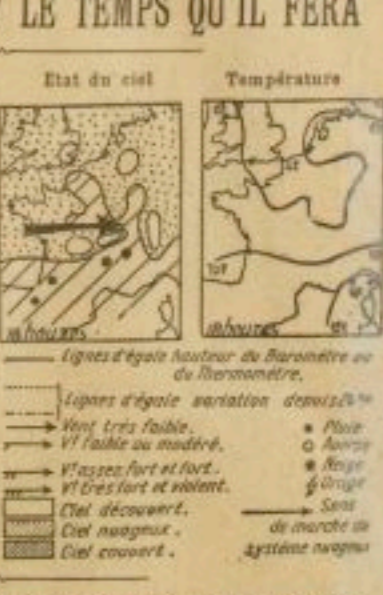 LE TEMPS QU'IL FERA
Etat du ciel
Température
18 heures
18 heures
Lignes d'égale hauteur du Baromètre ou
du Thermomètre.
Lignes d'égale variation depuis
Vent très faible.
Vt faible ou modéré.
Vt assez fort et fort.
Vt très fort et violent.
Ciel découvert.
Ciel nuageux.
Ciel couvert.
Pluie
Averse
Neige
Orage
Sens
de marche du
système nuageux